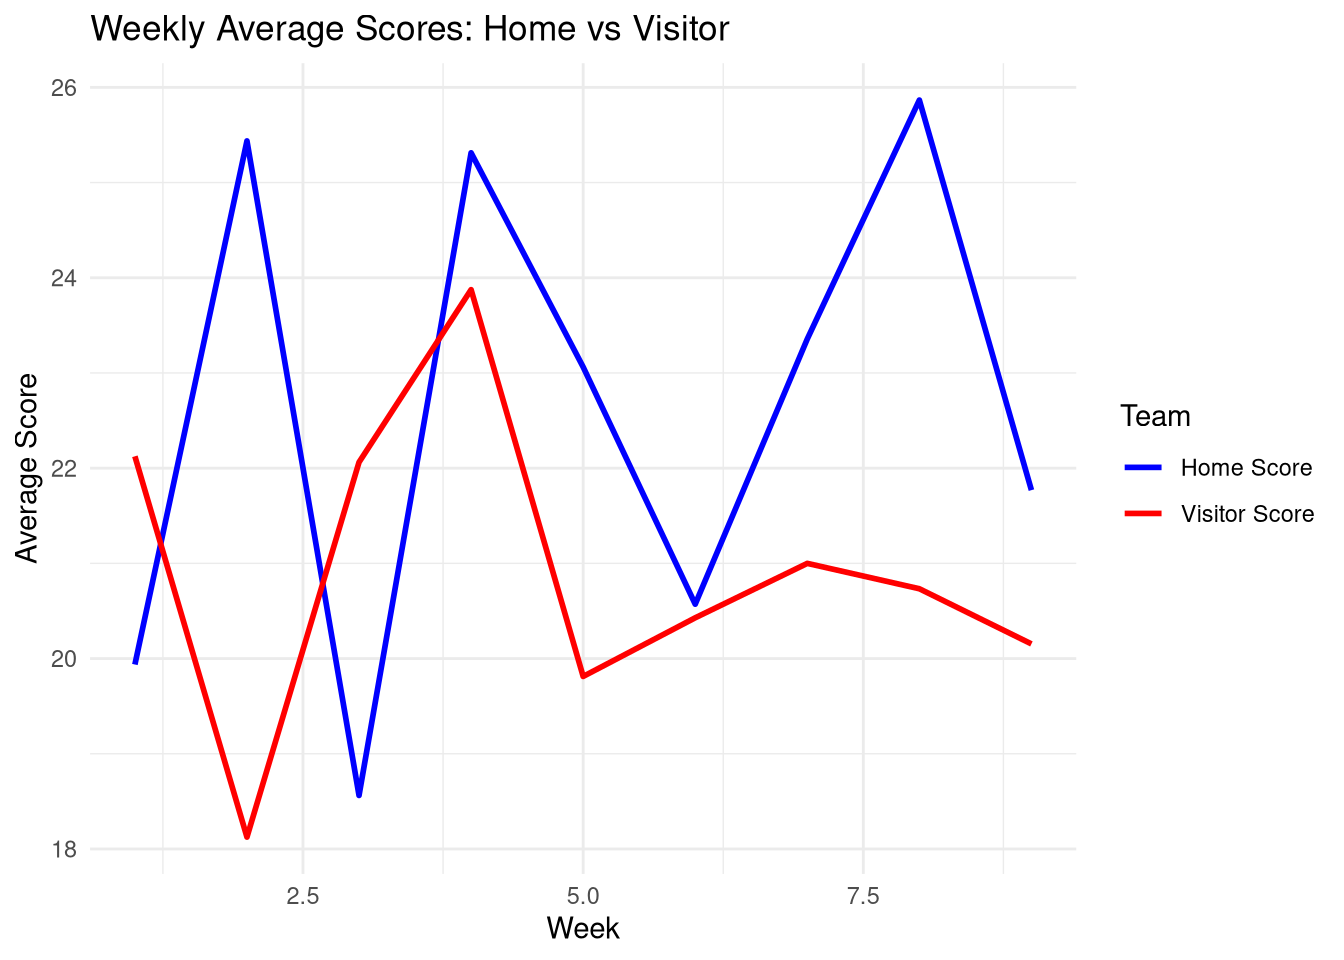 Weekly Average Scores: Home vs Visitor
26
24
22
20
18
Average Score
2.5 5.0 7.5
Week
Team
Home Score
Visitor Score